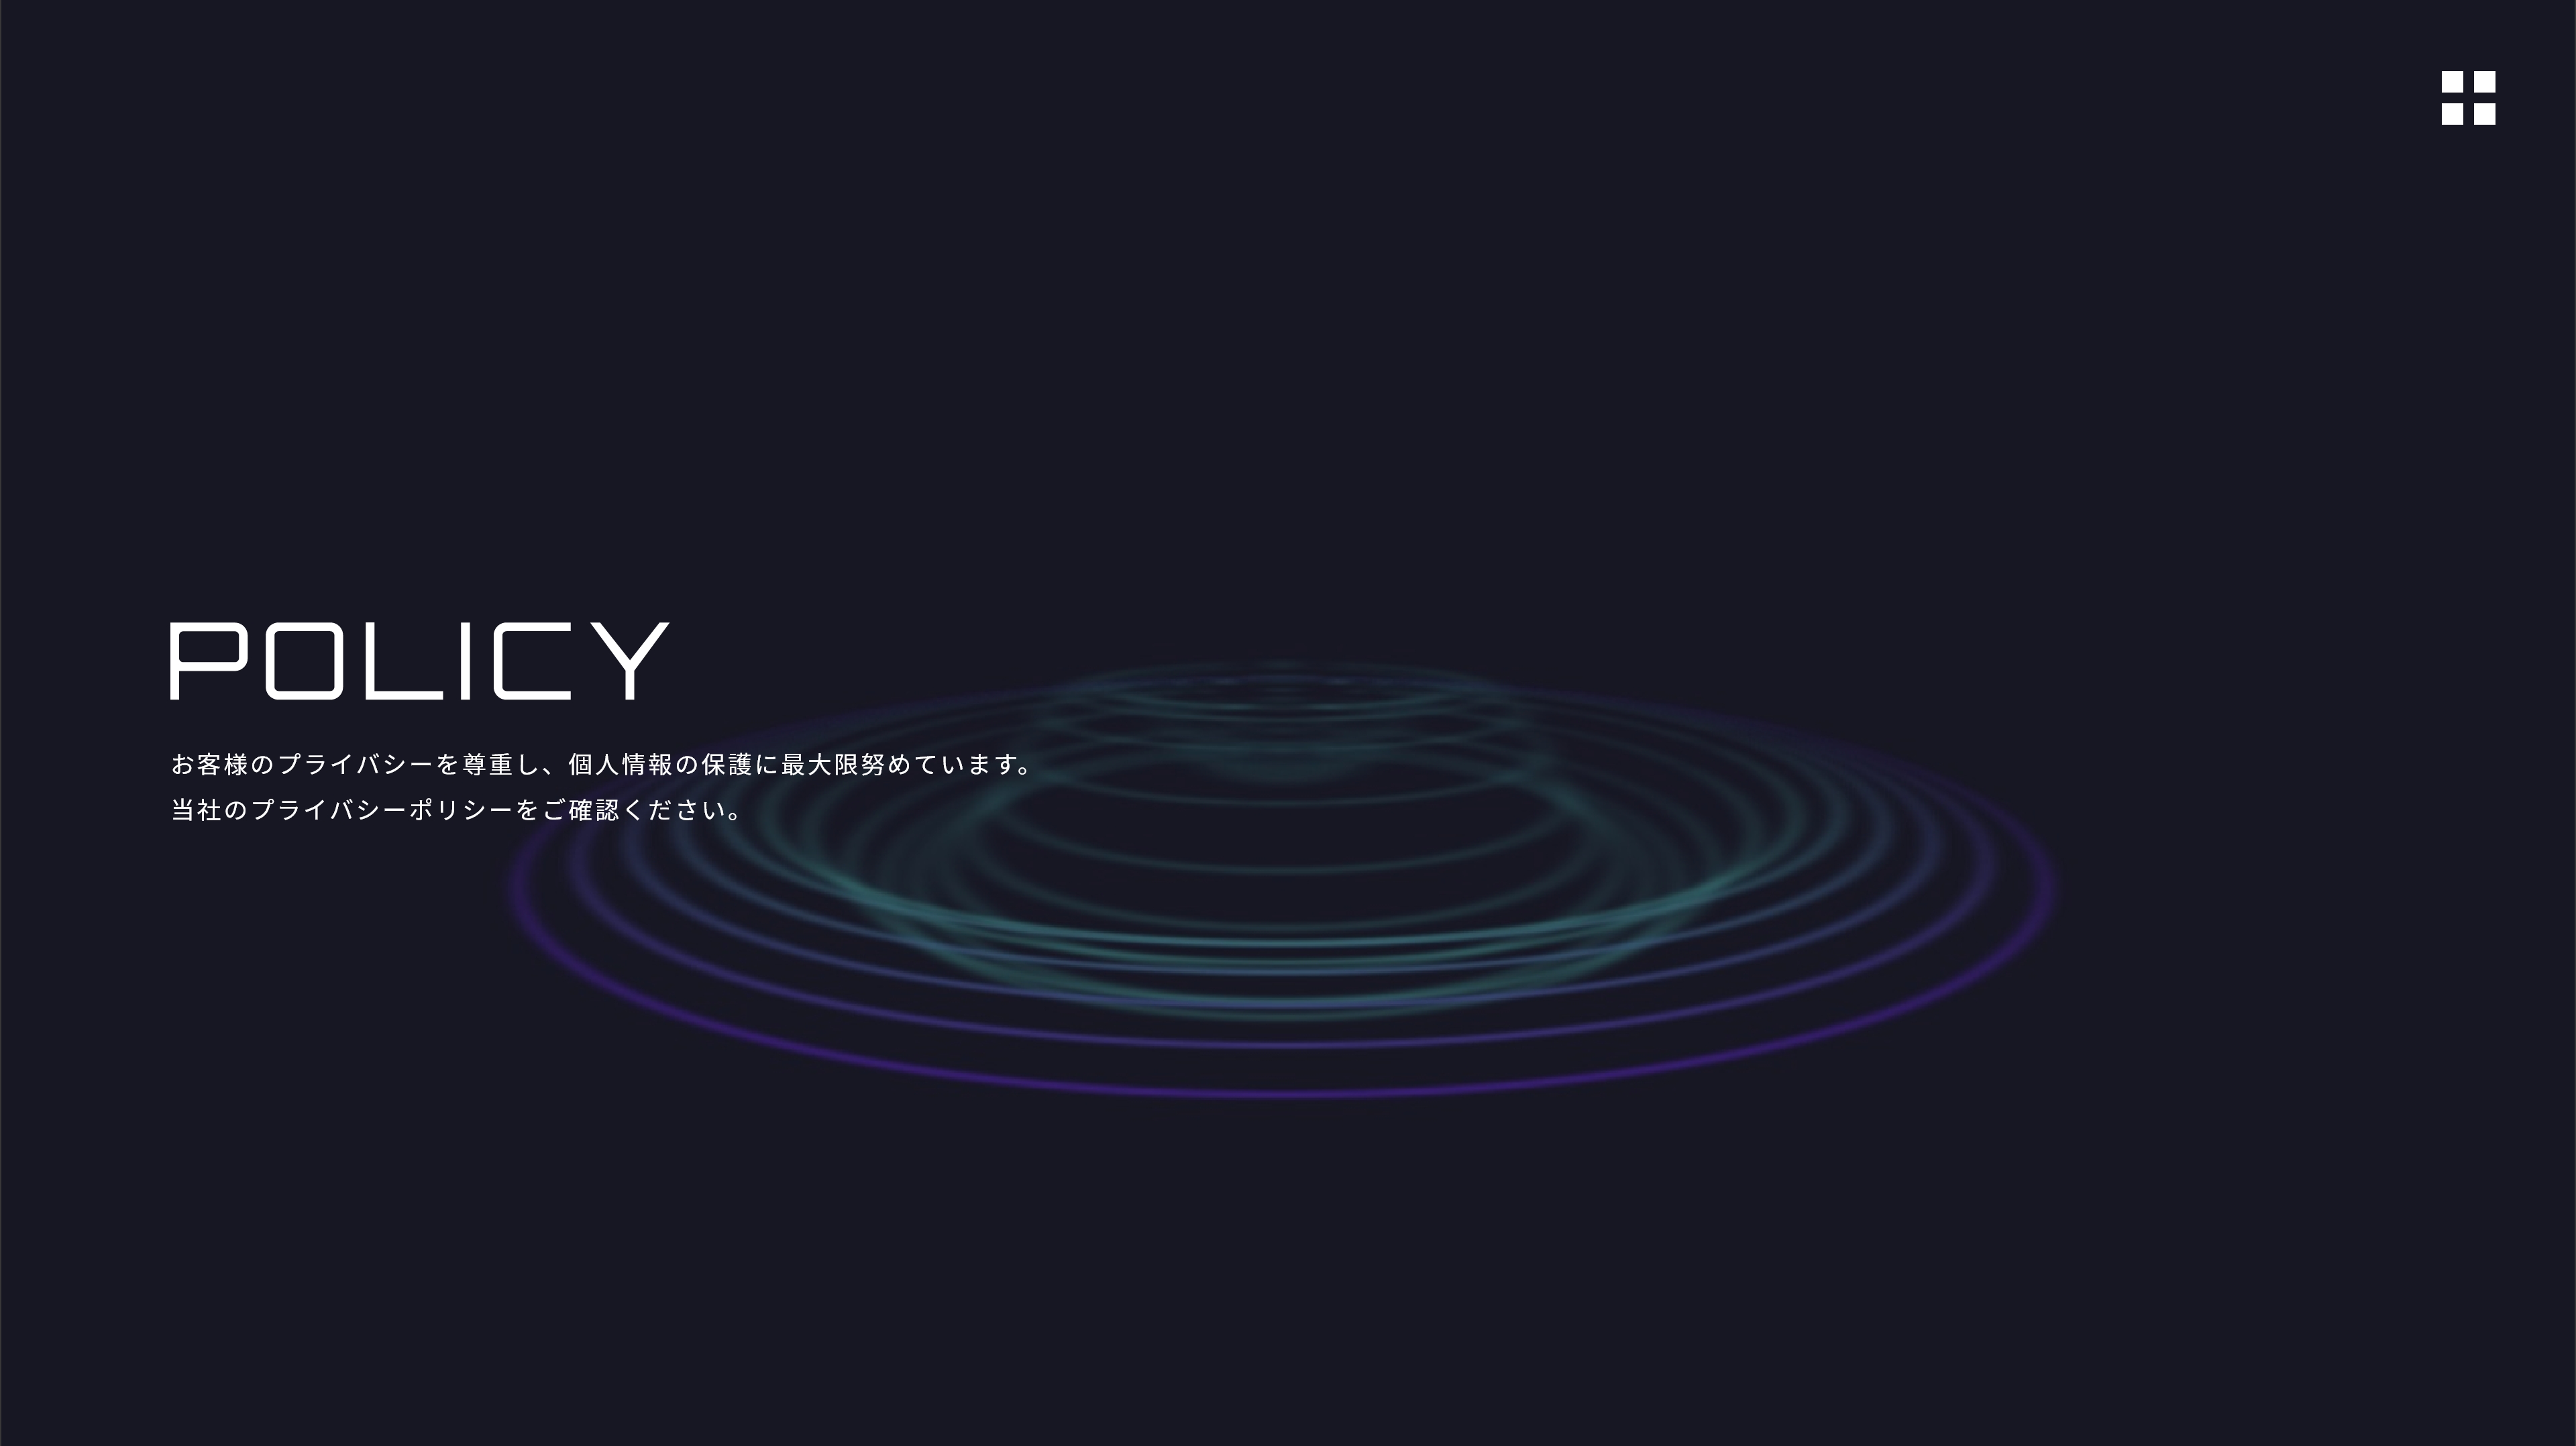 POLICY
お客様のプライバシーを尊重し、個人情報の保護に最大限努めています。
当社のプライバシーポリシーをご確認ください。